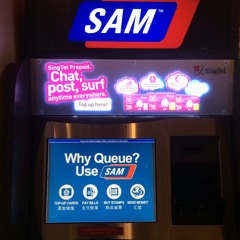 SAM™
SingTel Prepaid.
Chat,
post, surf
anytime everywhere.
Top up here!
SingTel
Why Queue?
Use SAM
TOP-UP CARDS PAY BILLS BUY STAMPS SEND MONEY